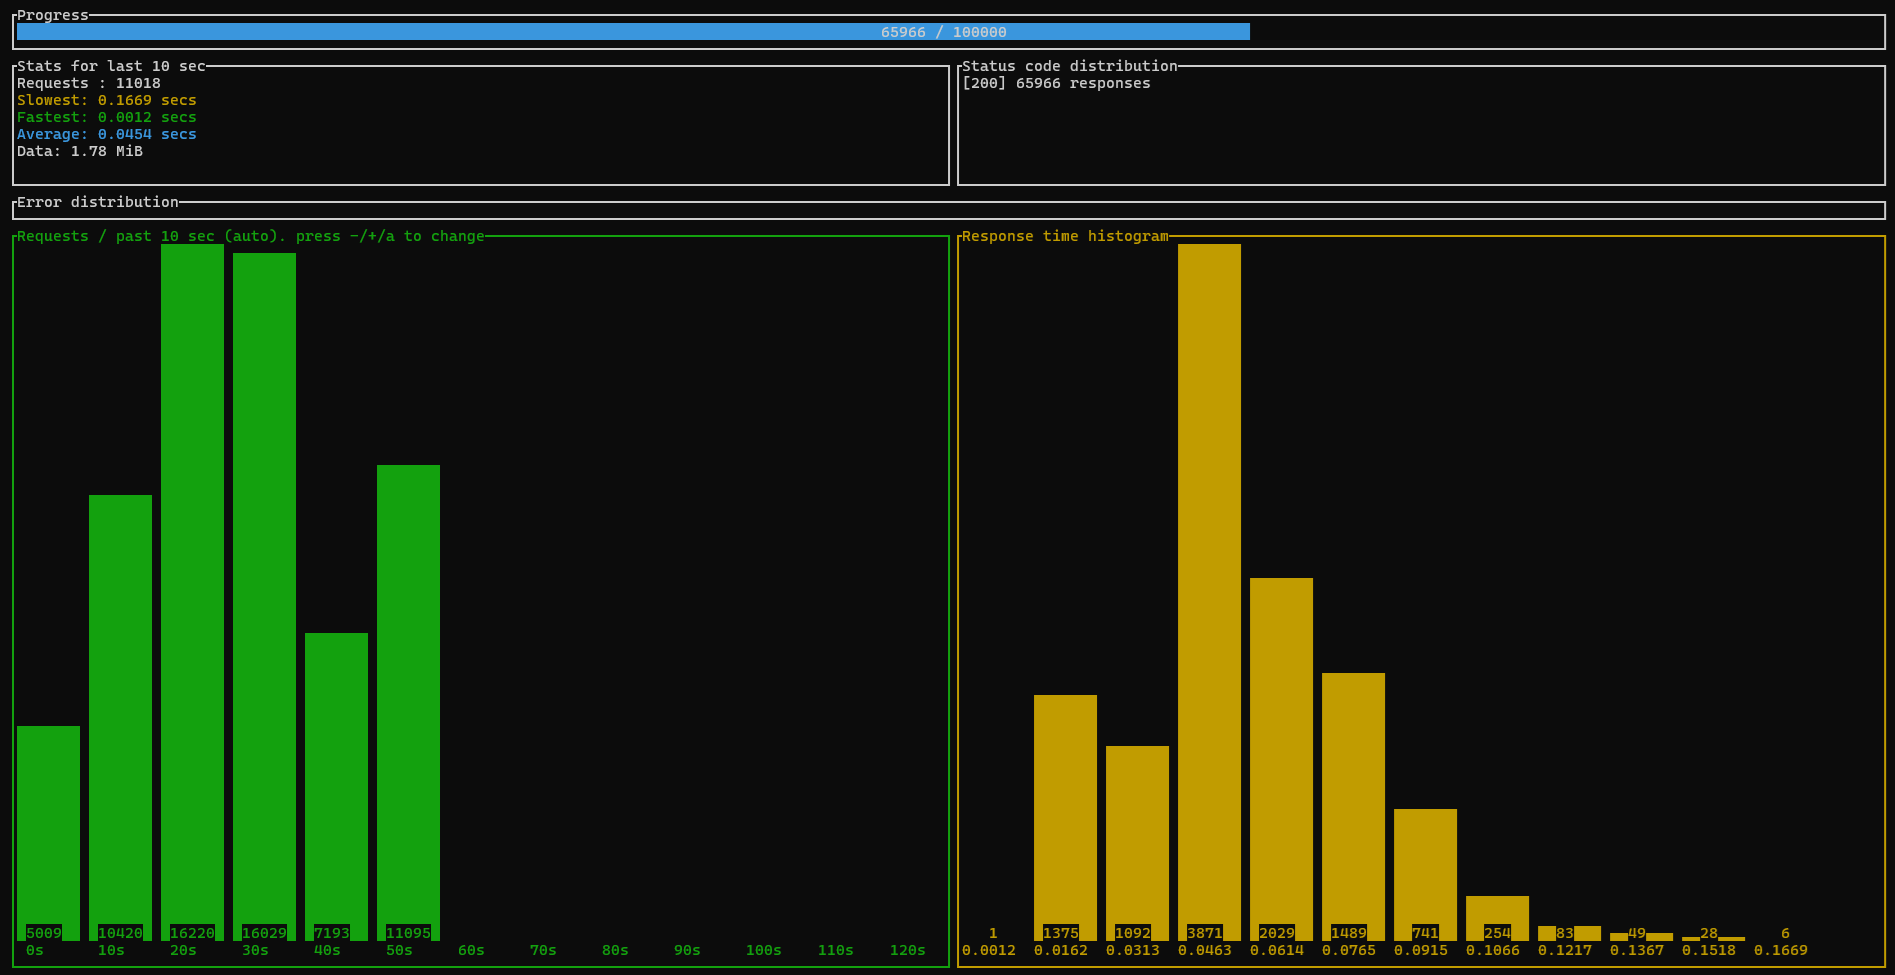 Progress
65966 / 100000
Stats for last 10 sec
Requests : 11018
Slowest: 0.1669 secs
Fastest: 0.0012 secs
Average: 0.0454 secs
Data: 1.78 MiB
Status code distribution
[200] 65966 responses
Error distribution
Requests / past 10 sec (auto). press -/+/a to change
5009 10420 16220 16029 7193 11095
0s 10s 20s 30s 40s 50s 60s 70s 80s 90s 100s 110s 120s
Response time histogram
1 1375 1092 3871 2029 1489 741 254 83 49 28 6
0.0012 0.0162 0.0313 0.0463 0.0614 0.0765 0.0915 0.1066 0.1217 0.1367 0.1518 0.1669